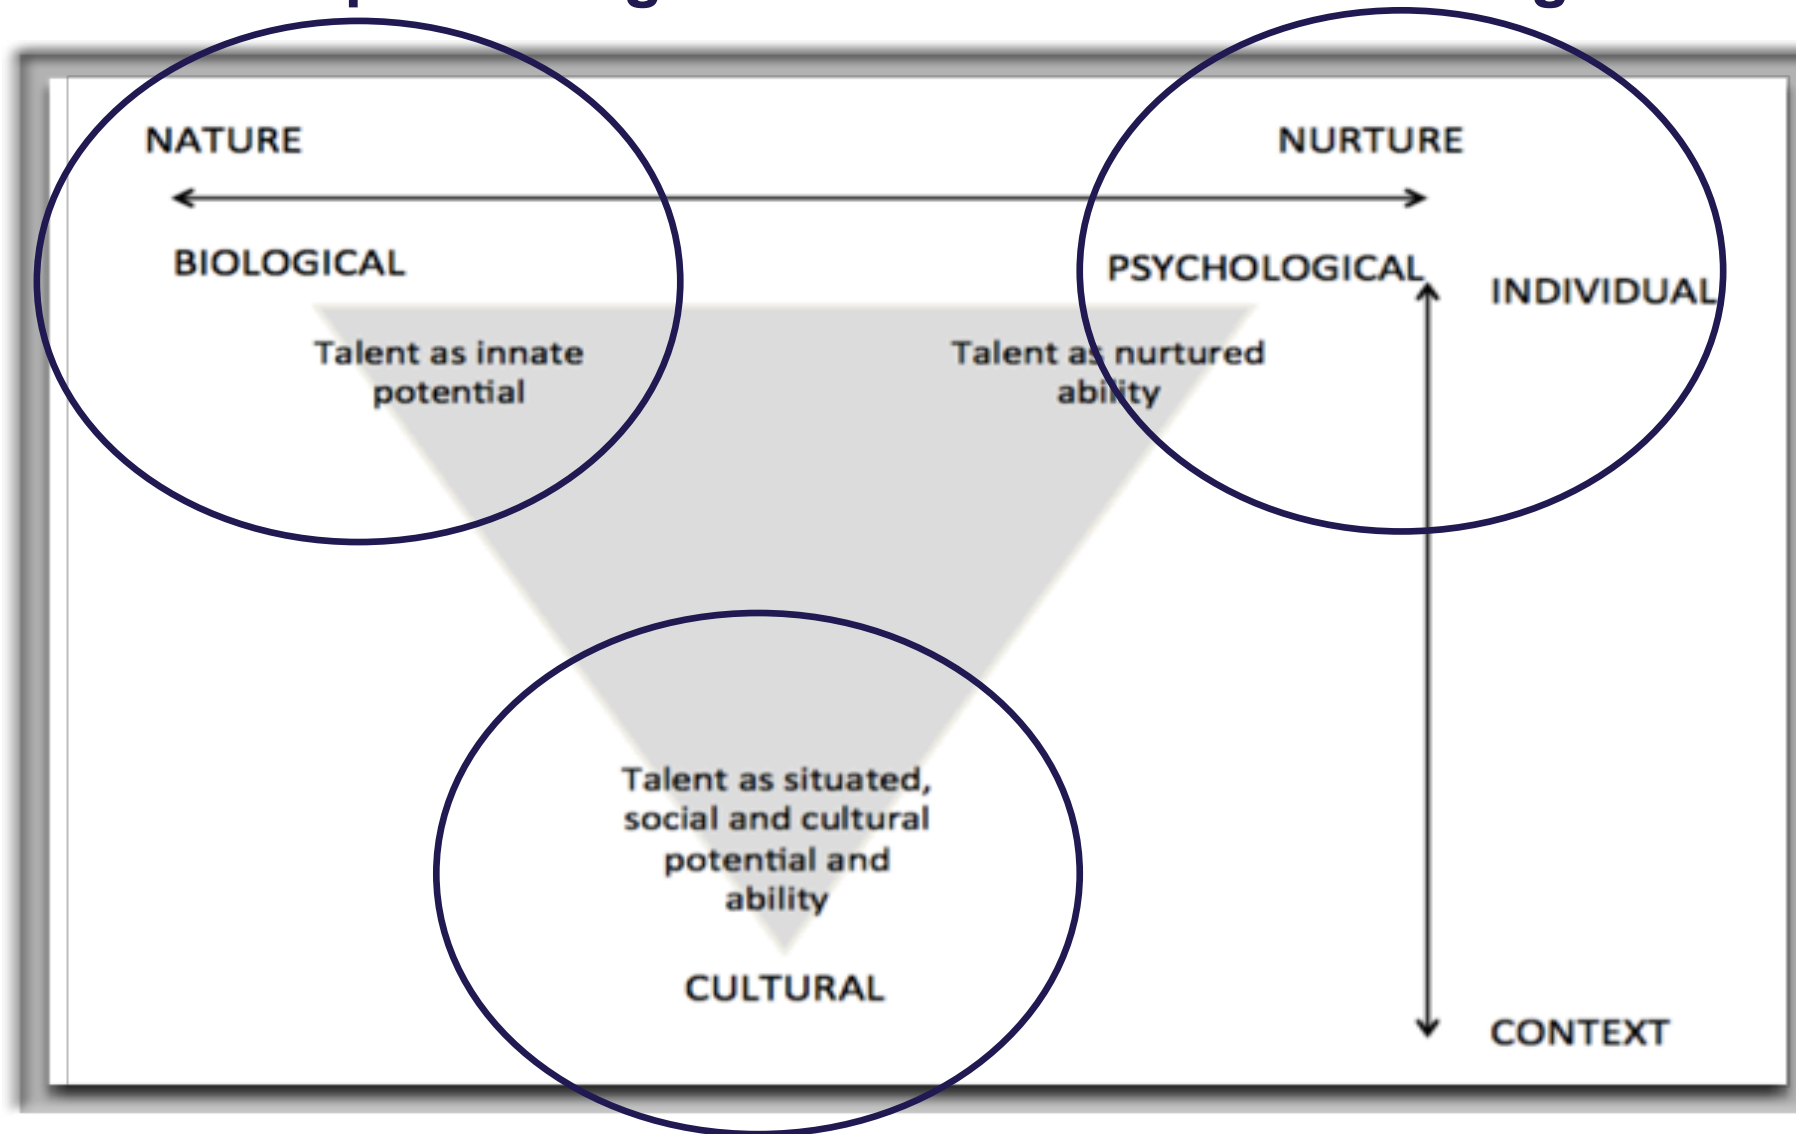 NATURE
NURTURE
BIOLOGICAL
PSYCHOLOGICAL
INDIVIDUAL
Talent as innate
potential
Talent as nurtured
ability
Talent as situated,
social and cultural
potential and
ability
CULTURAL
CONTEXT